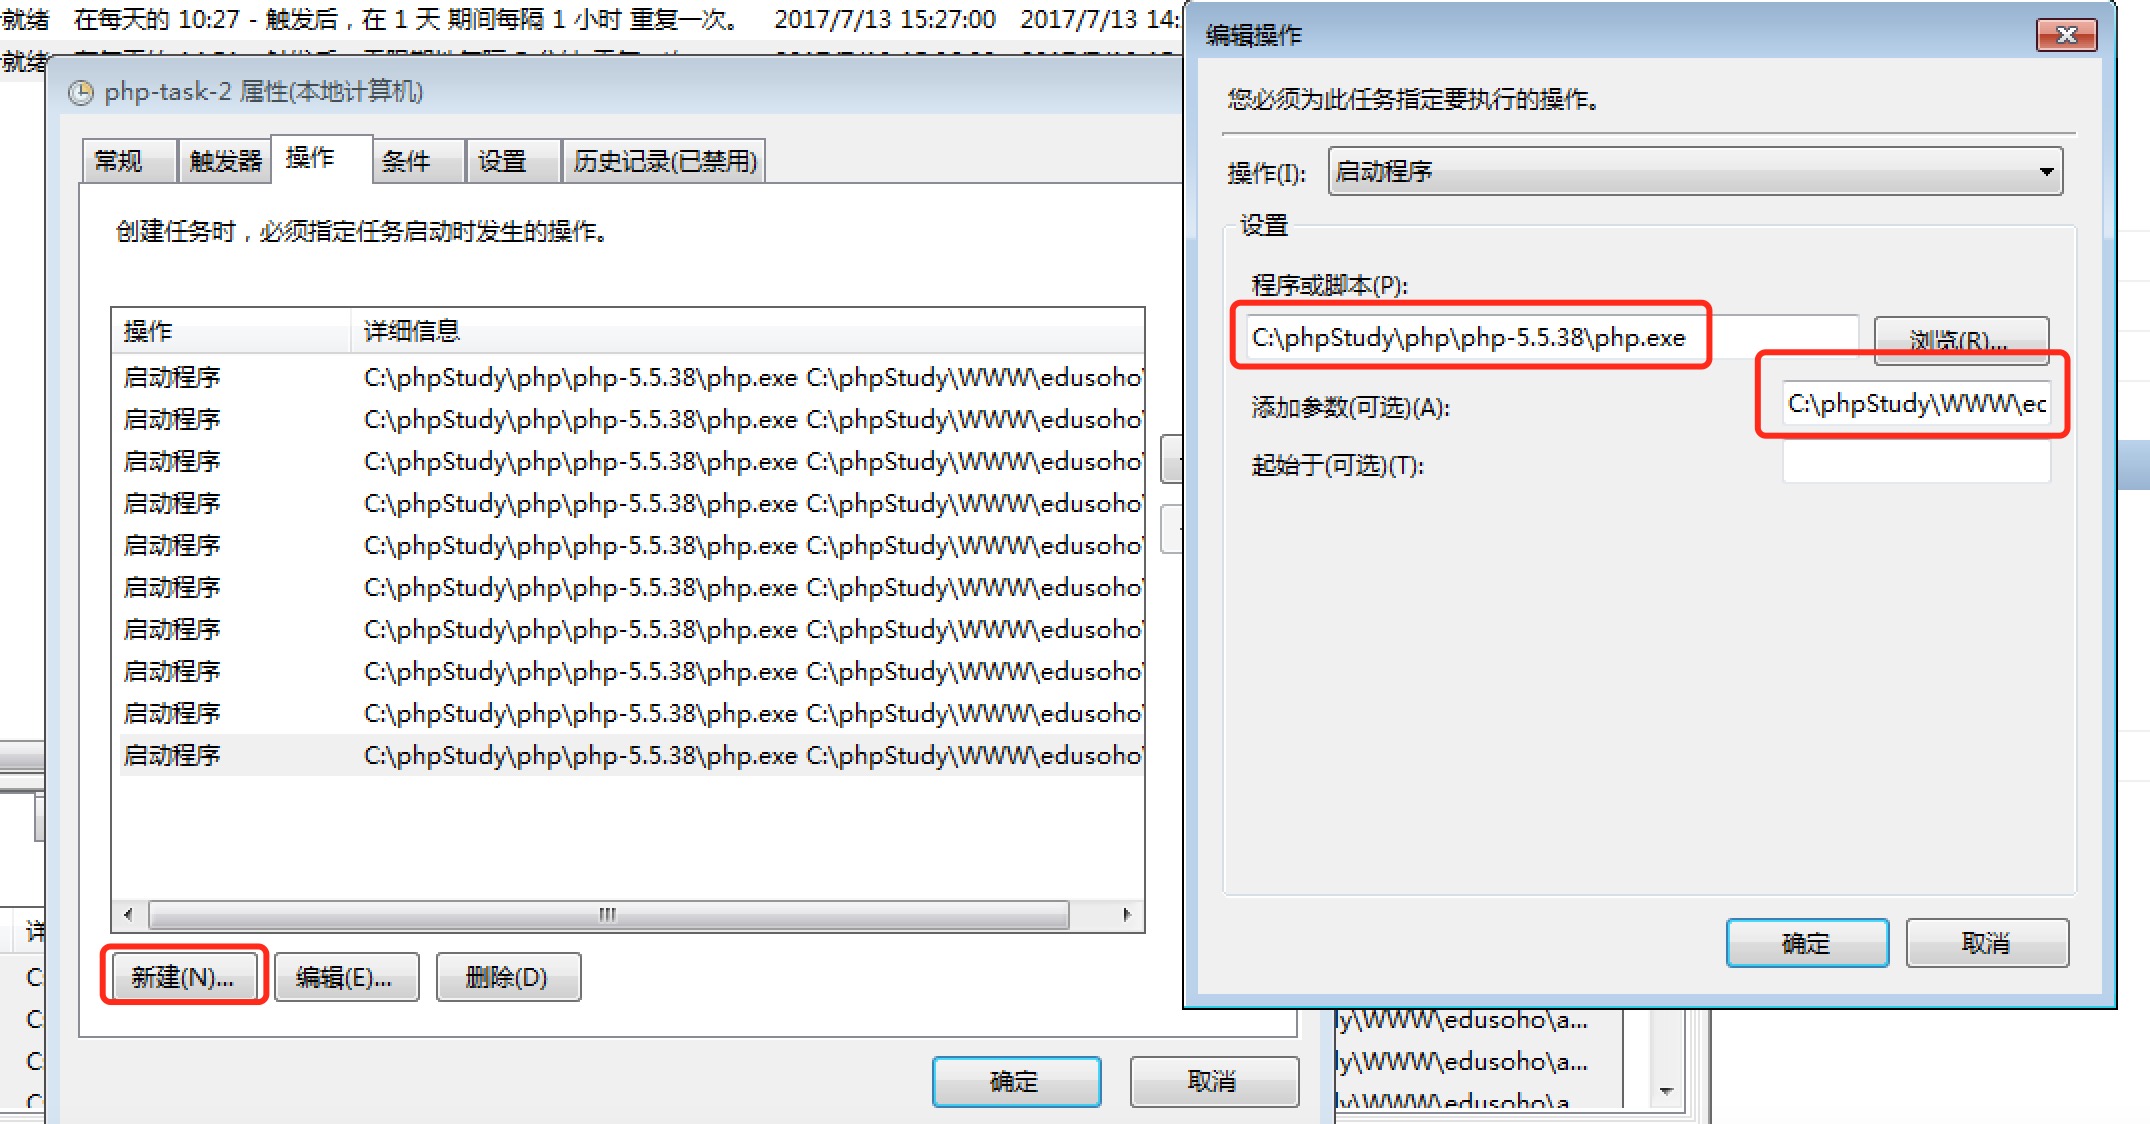 就绪 在每天的 10:27 - 触发后，在 1 天 期间每隔 1 小时 重复一次。 2017/7/13 15:27:00 2017/7/13 14:
就绪
php-task-2 属性(本地计算机)
常规 触发器 操作 条件 设置 历史记录(已禁用)
创建任务时，必须指定任务启动时发生的操作。
操作 详细信息
启动程序 C:\phpStudy\php\php-5.5.38\php.exe C:\phpStudy\WWW\edusoho\
启动程序 C:\phpStudy\php\php-5.5.38\php.exe C:\phpStudy\WWW\edusoho\
启动程序 C:\phpStudy\php\php-5.5.38\php.exe C:\phpStudy\WWW\edusoho\
启动程序 C:\phpStudy\php\php-5.5.38\php.exe C:\phpStudy\WWW\edusoho\
启动程序 C:\phpStudy\php\php-5.5.38\php.exe C:\phpStudy\WWW\edusoho\
启动程序 C:\phpStudy\php\php-5.5.38\php.exe C:\phpStudy\WWW\edusoho\
启动程序 C:\phpStudy\php\php-5.5.38\php.exe C:\phpStudy\WWW\edusoho\
启动程序 C:\phpStudy\php\php-5.5.38\php.exe C:\phpStudy\WWW\edusoho\
启动程序 C:\phpStudy\php\php-5.5.38\php.exe C:\phpStudy\WWW\edusoho\
启动程序 C:\phpStudy\php\php-5.5.38\php.exe C:\phpStudy\WWW\edusoho\
新建(N)... 编辑(E)... 删除(D)
确定 取消
编辑操作
您必须为此任务指定要执行的操作。
操作(I): 启动程序
设置
程序或脚本(P):
C:\phpStudy\php\php-5.5.38\php.exe 浏览(R)...
添加参数(可选)(A): C:\phpStudy\WWW\ec
起始于(可选)(T):
确定 取消
详
C:
C:
C:
C:
ly\WWW\edusoho\a...
ly\WWW\edusoho\a...
ly\WWW\edusoho\a